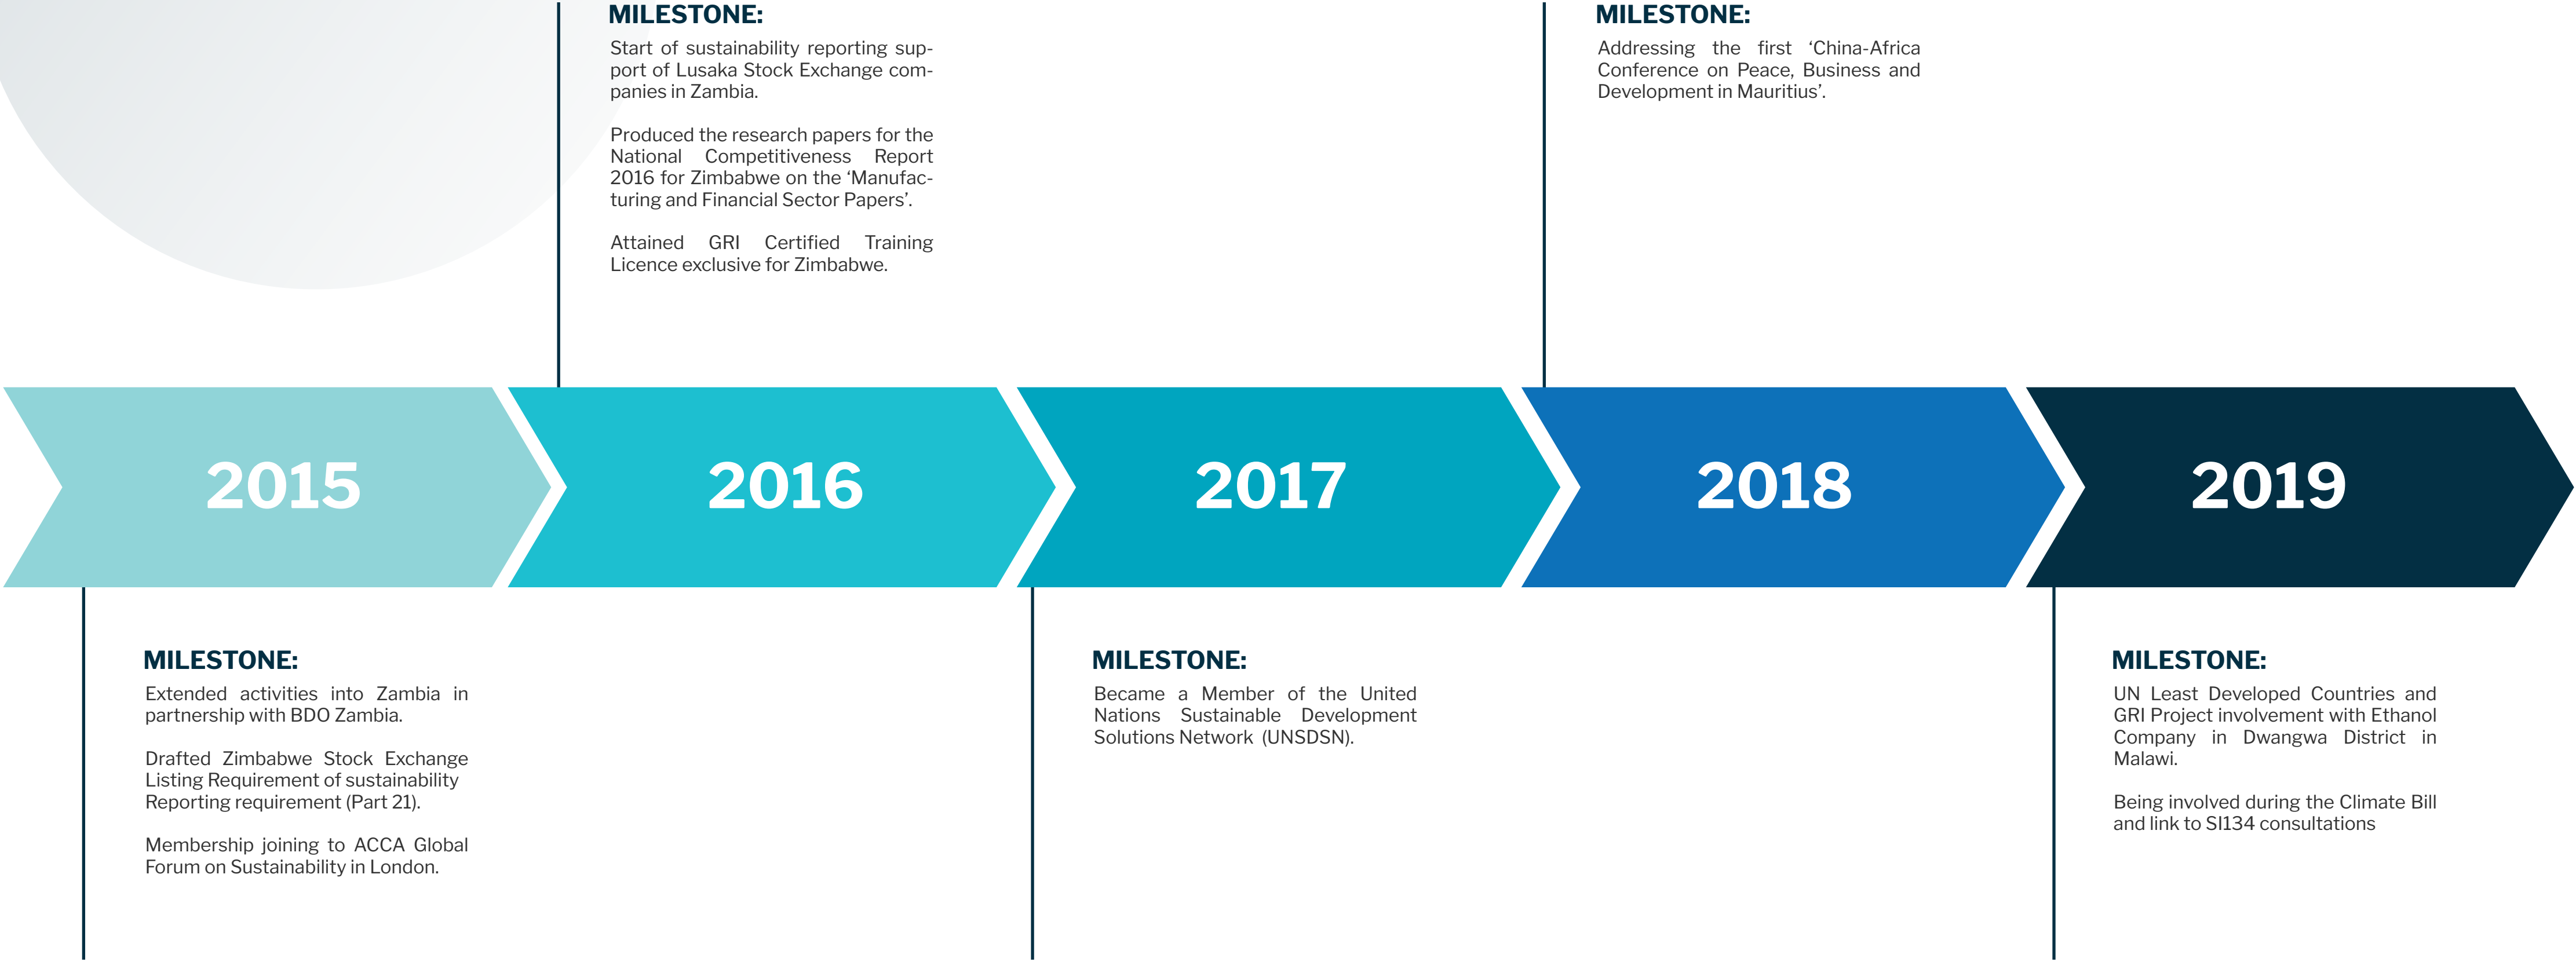 MILESTONE:
Start of sustainability reporting sup-
port of Lusaka Stock Exchange com-
panies in Zambia.
Produced the research papers for the
National Competitiveness Report
2016 for Zimbabwe on the ‘Manufac-
turing and Financial Sector Papers’.
Attained GRI Certified Training
Licence exclusive for Zimbabwe.
MILESTONE:
Addressing the first ‘China-Africa
Conference on Peace, Business and
Development in Mauritius’.
2015
2016
2017
2018
2019
MILESTONE:
Extended activities into Zambia in
partnership with BDO Zambia.
Drafted Zimbabwe Stock Exchange
Listing Requirement of sustainability
Reporting requirement (Part 21).
Membership joining to ACCA Global
Forum on Sustainability in London.
MILESTONE:
Became a Member of the United
Nations Sustainable Development
Solutions Network (UNSDSN).
MILESTONE:
UN Least Developed Countries and
GRI Project involvement with Ethanol
Company in Dwangwa District in
Malawi.
Being involved during the Climate Bill
and link to SI134 consultations